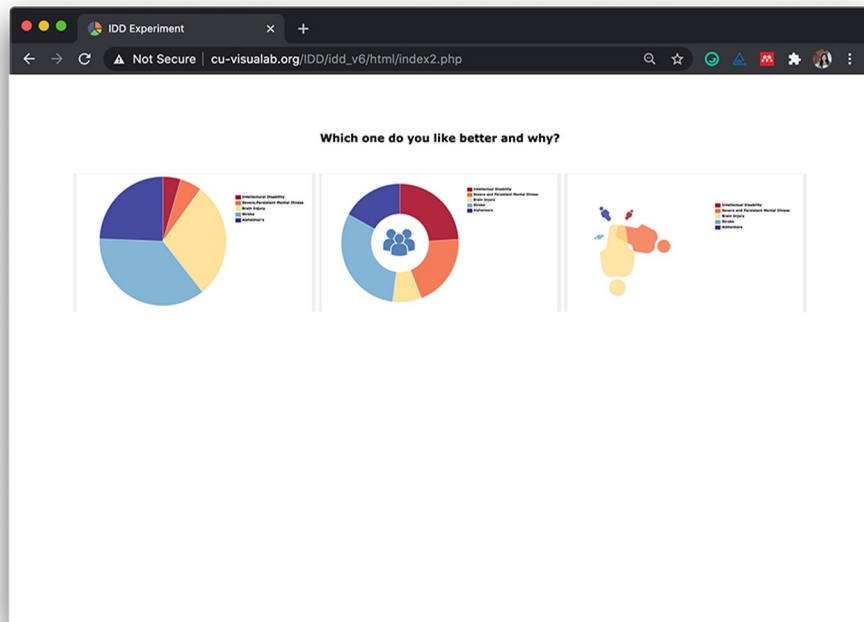 IDD Experiment
Not Secure | cu-visualab.org/IDD/idd_v6/html/index2.php
Which one do you like better and why?
Intellectural Disability
Severe,Persistent Mental Illness
Brain Injury
Stroke
Alzheimer's
Intellectual Disability
Severe and Persistent Mental Illness
Brain Injury
Stroke
Alzheimers
Intellectual Disability
Severe and Persistent Mental Illness
Brain Injury
Stroke
Alzheimers